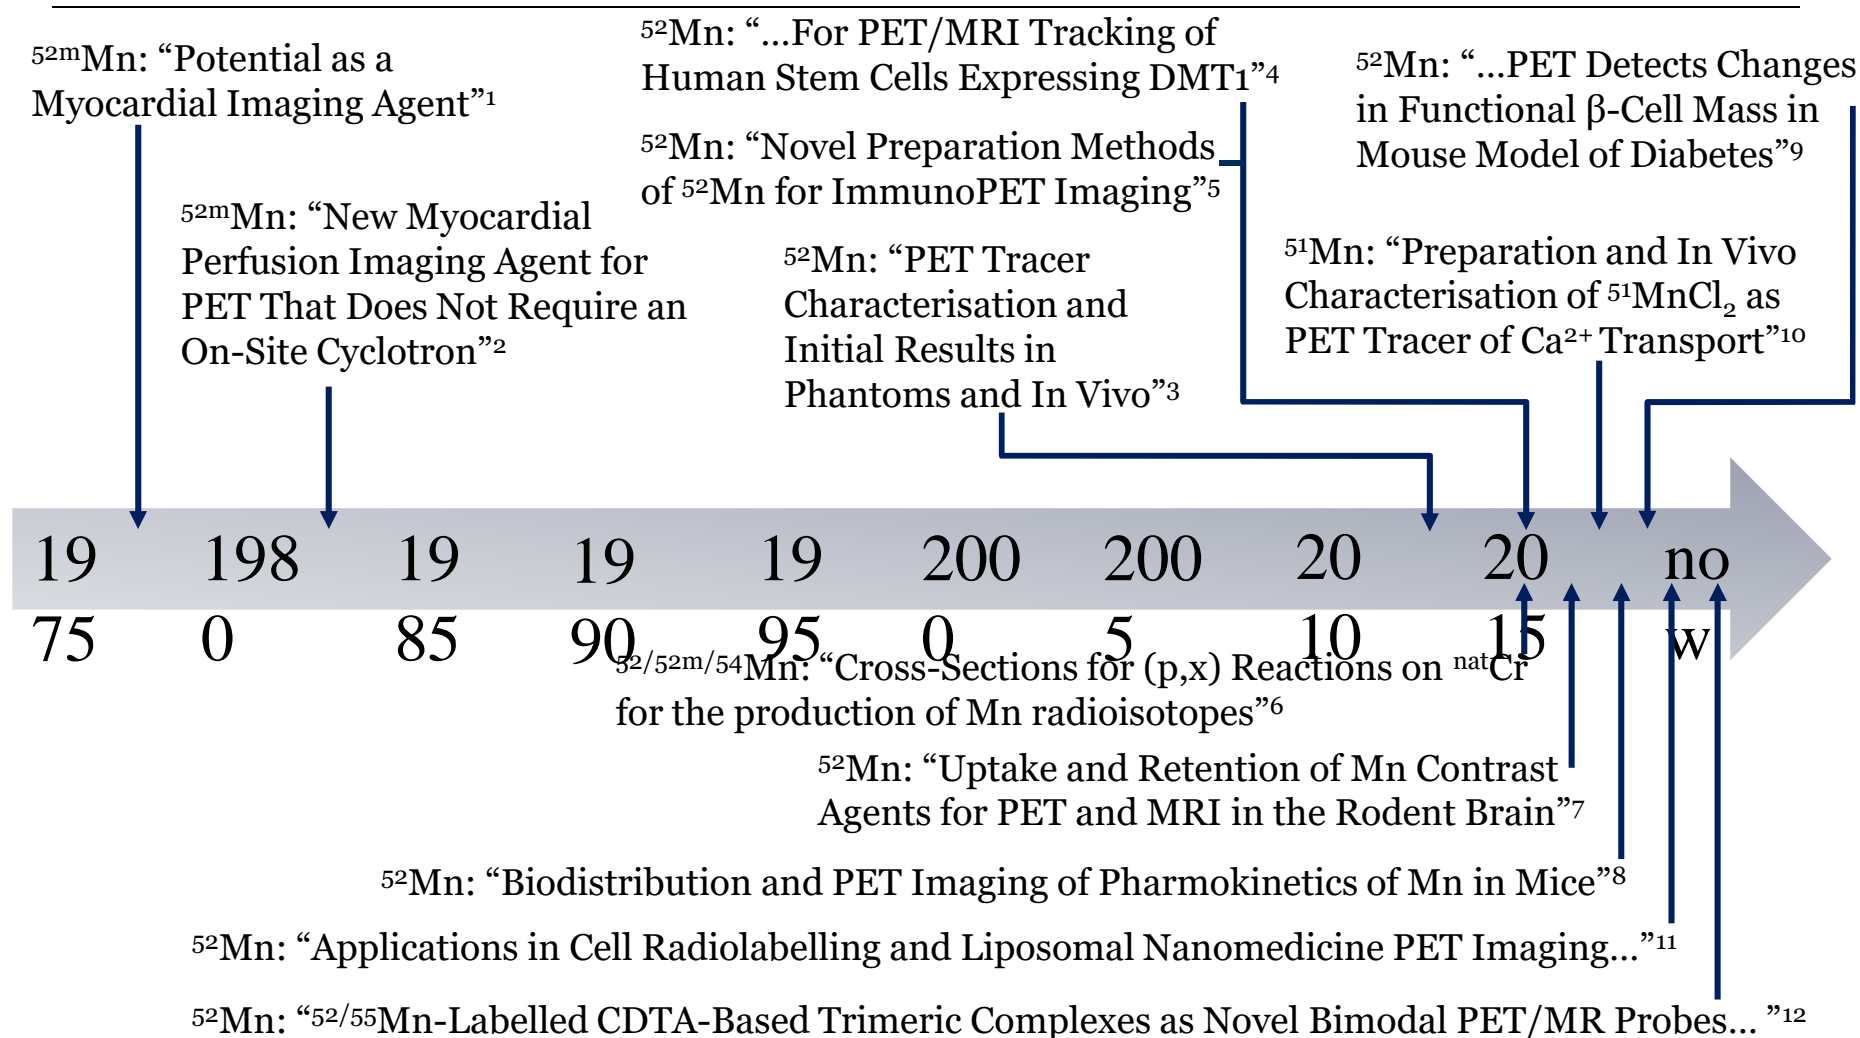 ⁵²ᵐMn: “Potential as a
Myocardial Imaging Agent”¹
⁵²ᵐMn: “New Myocardial
Perfusion Imaging Agent for
PET That Does Not Require an
On-Site Cyclotron”²
⁵²Mn: “…For PET/MRI Tracking of
Human Stem Cells Expressing DMT1”⁴
⁵²Mn: “Novel Preparation Methods
of ⁵²Mn for ImmunoPET Imaging”⁵
⁵²Mn: “PET Tracer
Characterisation and
Initial Results in
Phantoms and In Vivo”³
⁵²Mn: “…PET Detects Changes
in Functional β-Cell Mass in
Mouse Model of Diabetes”⁹
⁵¹Mn: “Preparation and In Vivo
Characterisation of ⁵¹MnCl₂ as
PET Tracer of Ca²⁺ Transport”¹⁰
19 198 19 19 19 200 200 20 20 no
75 0 85 90 95 0 5 10 15 w
⁵²/⁵²ᵐ/⁵⁴Mn: “Cross-Sections for (p,x) Reactions on ⁿᵃᵗCr
for the production of Mn radioisotopes”⁶
⁵²Mn: “Uptake and Retention of Mn Contrast
Agents for PET and MRI in the Rodent Brain”⁷
⁵²Mn: “Biodistribution and PET Imaging of Pharmokinetics of Mn in Mice”⁸
⁵²Mn: “Applications in Cell Radiolabelling and Liposomal Nanomedicine PET Imaging…”¹¹
⁵²Mn: “⁵²/⁵⁵Mn-Labelled CDTA-Based Trimeric Complexes as Novel Bimodal PET/MR Probes… ”¹²